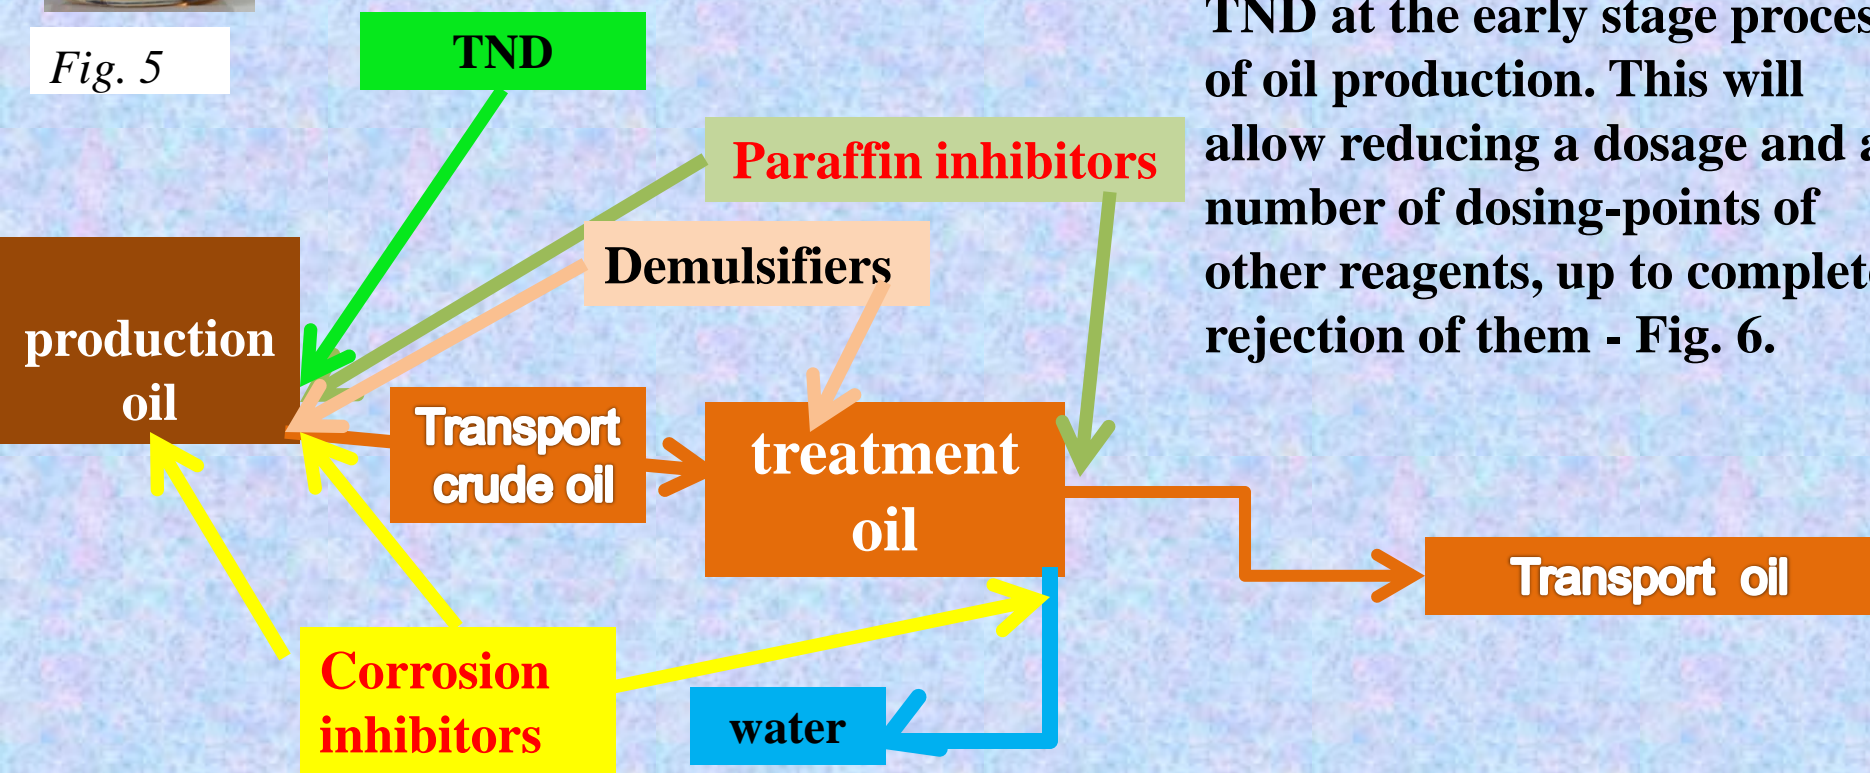 Fig. 5
TND
Paraffin inhibitors
Demulsifiers
production
oil
Transport
crude oil
treatment
oil
Transport oil
Corrosion
inhibitors
water
TND at the early stage
of oil production. This will
allow reducing a dosage and
number of dosing-points of
other reagents, up to
rejection of them - Fig. 6.